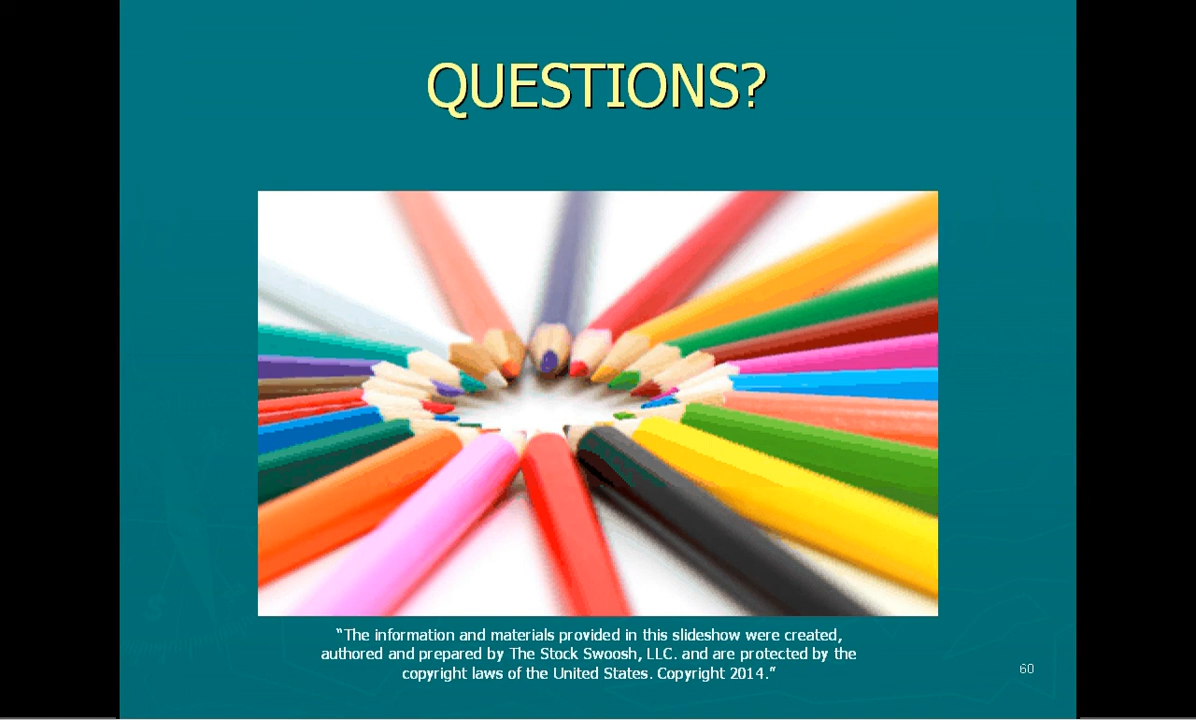 QUESTIONS?
“The information and materials provided in this slideshow were created,
authored and prepared by The Stock Swoosh, LLC. and are protected by the
copyright laws of the United States. Copyright 2014.”
60